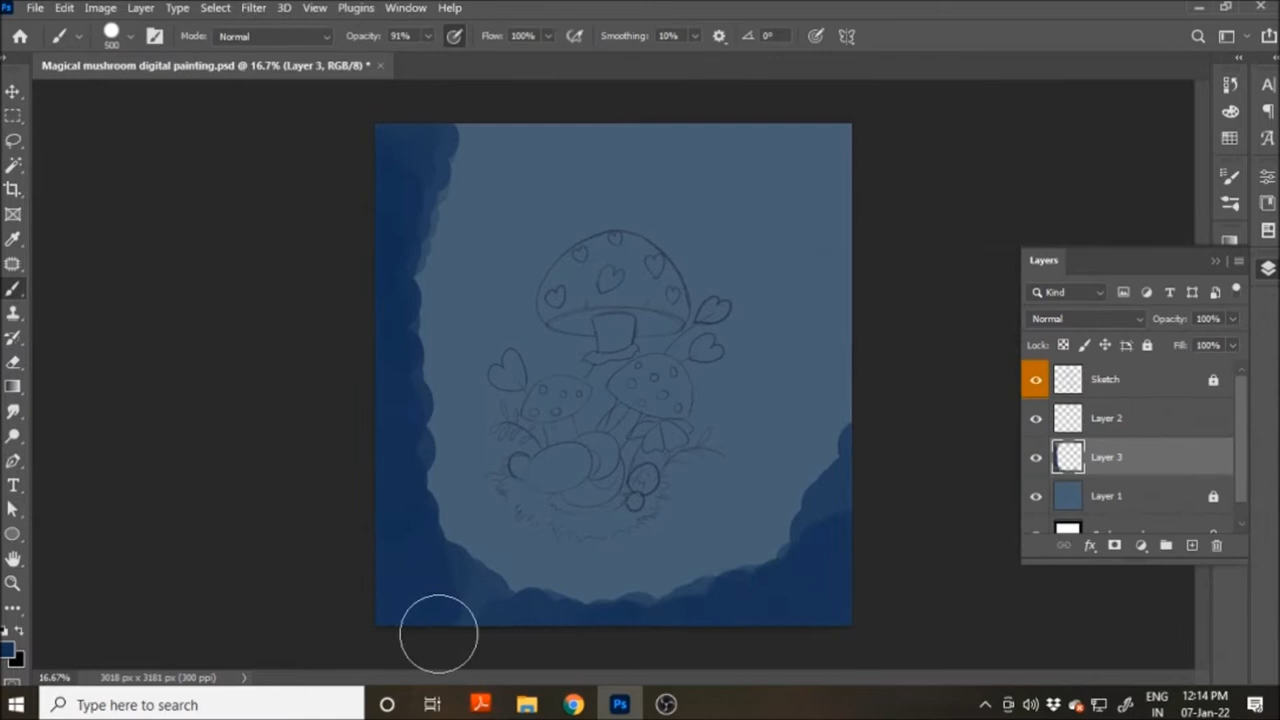 Ps File Edit Image Layer Type Select Filter 3D View Plugins Window Help
500 Mode: Normal Opacity: 91% Flow: 100% Smoothing: 10% 0°
Magical mushroom digital painting.psd @ 16.7% (Layer 3, RGB/8) *
Layers
Kind
Normal Opacity: 100%
Lock: Fill: 100%
Sketch
Layer 2
Layer 3
Layer 1
16.67% 3018 px x 3181 px (300 ppi)
Type here to search
Ps
ENG
IN
12:14 PM
07-Jan-22